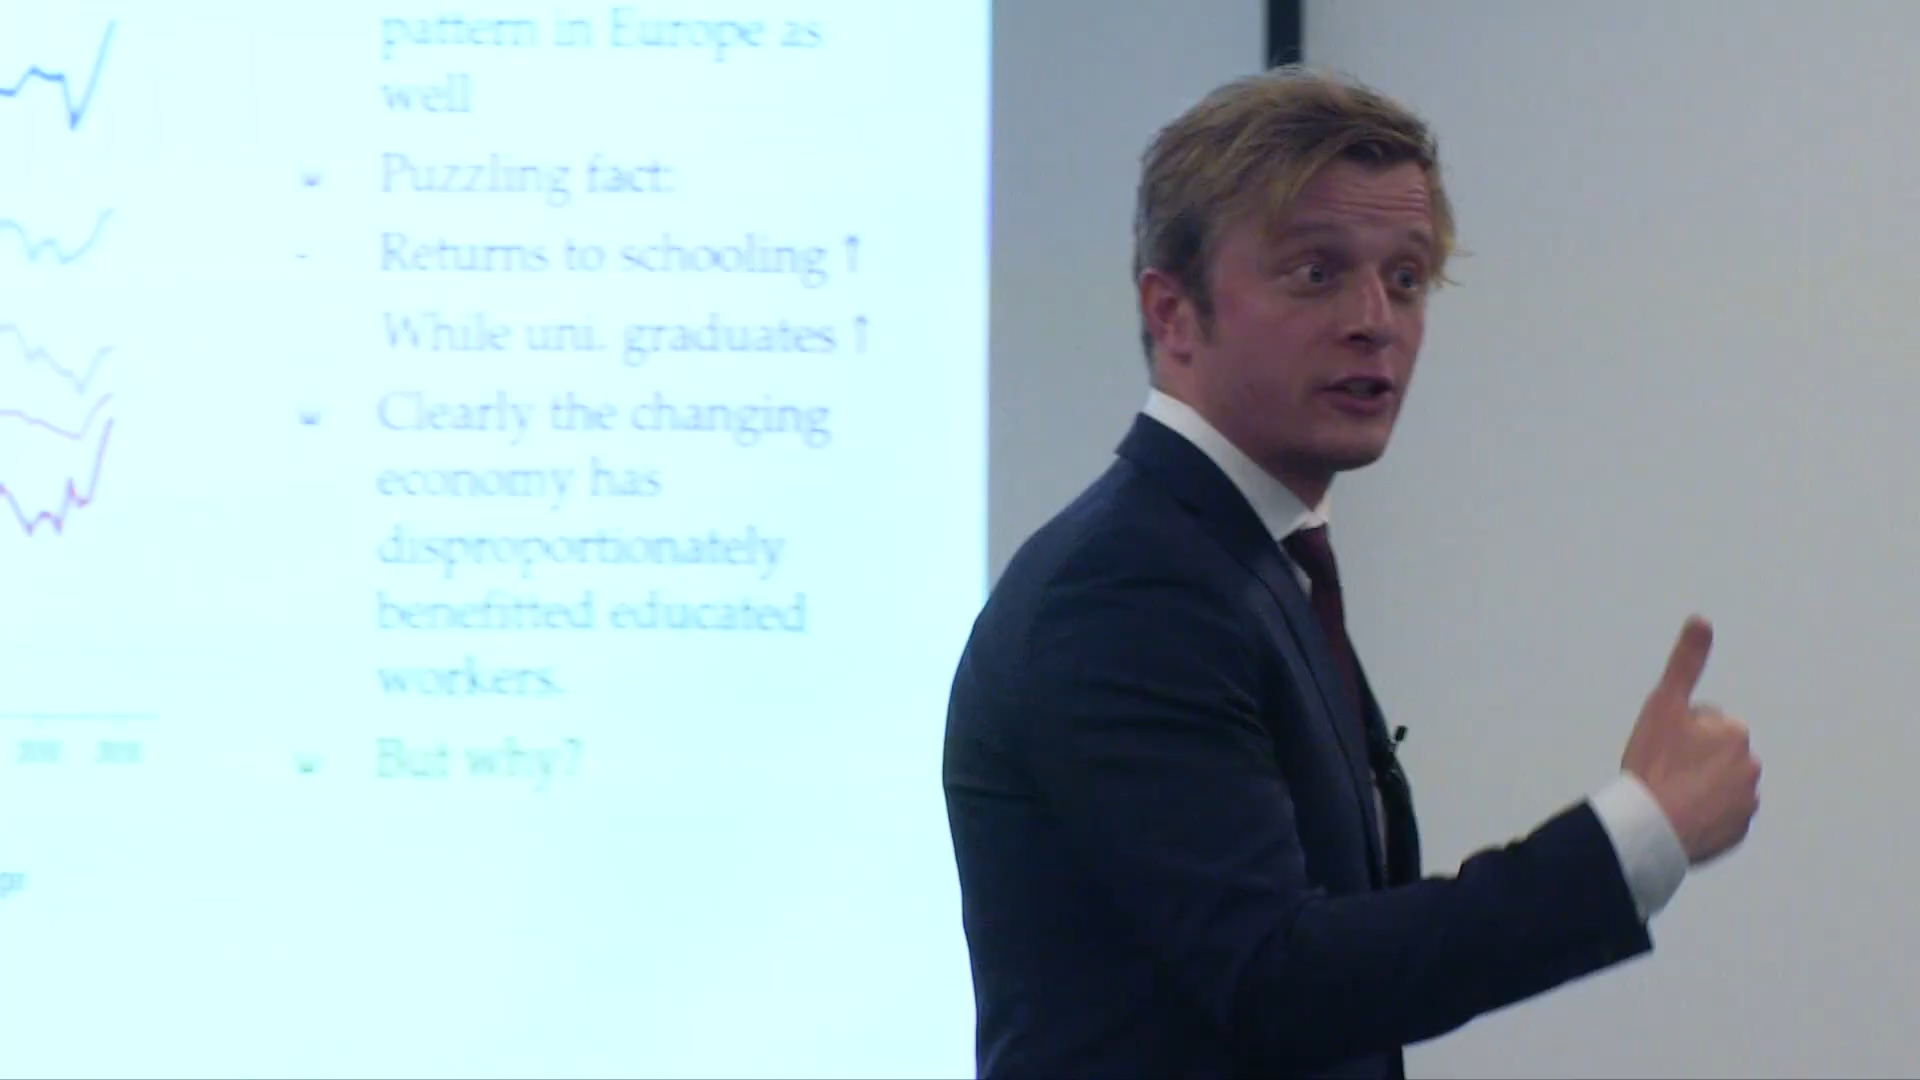 pattern in Europe as
well
Puzzling fact:
- Returns to schooling ↑
While uni. graduates ↑
Clearly the changing
economy has
disproportionately
benefitted educated
workers.
But why?